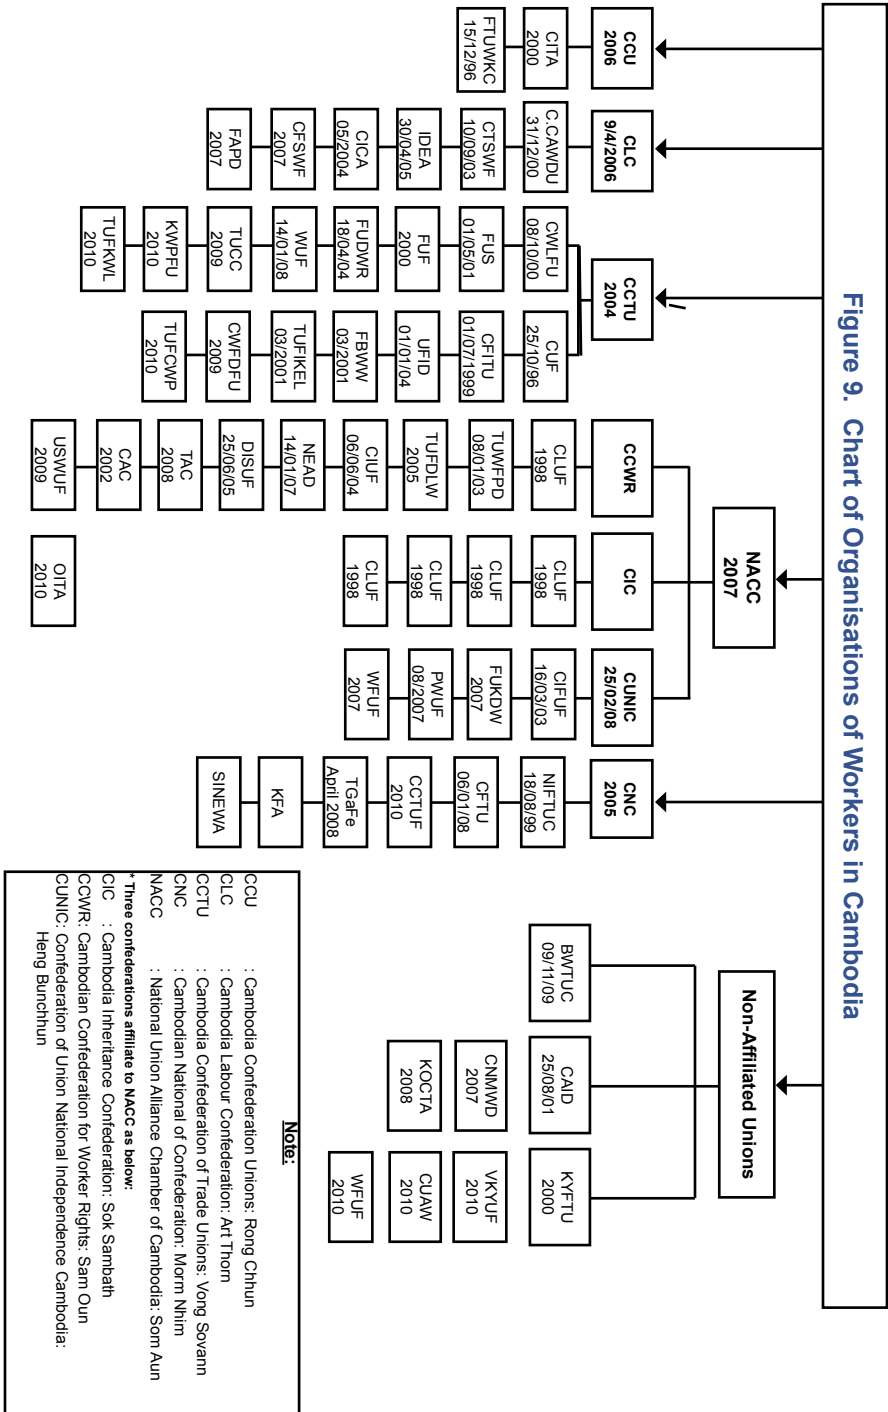 Figure 9.  Chart of Organisations of Workers in Cambodia
CCU
2006
CITA
2000
FTUWKC
15/12/96
CLC
9/4/2006
C.CAWDU
31/12/00
CTSWF
10/09/03
IDEA
30/04/05
CICA
05/2004
CFSWF
2007
FAPD
2007
CCTU
2004
CWLFU
08/10/00
FUS
01/05/01
FUF
2000
FUDWR
18/04/04
WUF
14/01/08
TUCC
2009
KWPFU
2010
TUFKWL
2010
CUF
25/10/96
CFITU
01/07/1999
UFID
01/01/04
FBWW
03/2001
TUFIKEL
03/2001
CWFDFU
2009
TUFCWP
2010
NACC
2007
CCWR
CLUF
1998
TUWFPD
08/01/03
TUFDLW
2005
CIUF
06/06/04
NEAD
14/01/07
DISUF
25/06/05
TAC
2008
CAC
2002
USWUF
2009
CIC
CLUF
1998
CLUF
1998
CLUF
1998
CLUF
1998
OITA
2010
CUNIC
25/02/08
CIFUF
16/03/03
FUKDW
2007
PWUF
08/2007
WFUF
2007
CNC
2005
NIFTUC
18/08/99
CFTU
06/01/08
CCTUF
2010
TGaFe
April 2008
KFA
SINEWA
Non-Affiliated Unions
BWTUC
09/11/09
CAID
25/08/01
CNMWD
2007
KOCTA
2008
KYFTU
2000
VKYUF
2010
CUAW
2010
WFUF
2010
Note:
CCU : Cambodia Confederation Unions: Rong Chhun
CLC : Cambodia Labour Confederation: Art Thorn
CCTU : Cambodia Confederation of Trade Unions: Vong Sovann
CNC : Cambodian National of Confederation: Morm Nhim
NACC : National Union Alliance Chamber of Cambodia: Som Aun
* Three confederations affiliate to NACC as below:
CIC : Cambodia Inheritance Confederation: Sok Sambath
CCWR: Cambodian Confederation for Worker Rights: Sam Oun
CUNIC: Confederation of Union National Independence Cambodia:
Heng Bunchhun